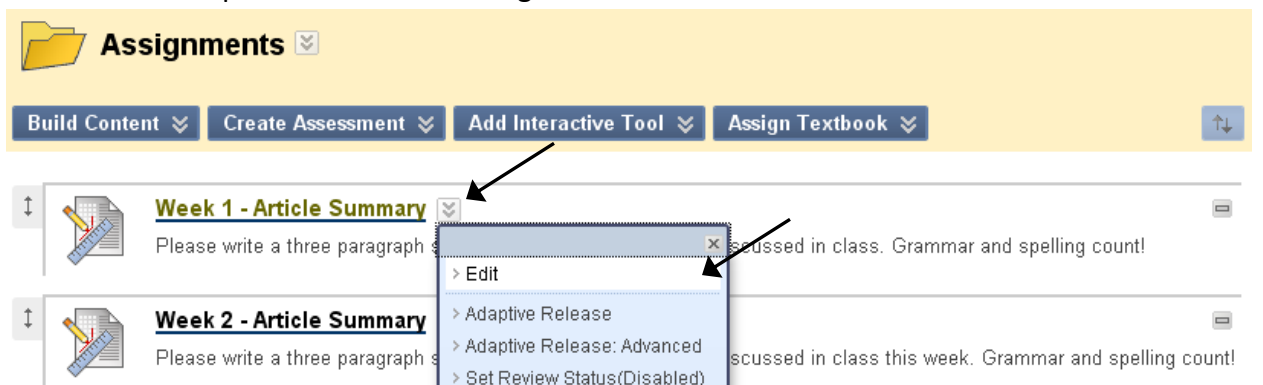 Assignments
Build Content Create Assessment Add Interactive Tool Assign Textbook
Week 1 - Article Summary
Please write a three paragraph scussed in class. Grammar and spelling count!
> Edit
Week 2 - Article Summary
> Adaptive Release
> Adaptive Release: Advanced
Please write a three paragraph scussed in class this week. Grammar and spelling count!
> Set Review Status(Disabled)